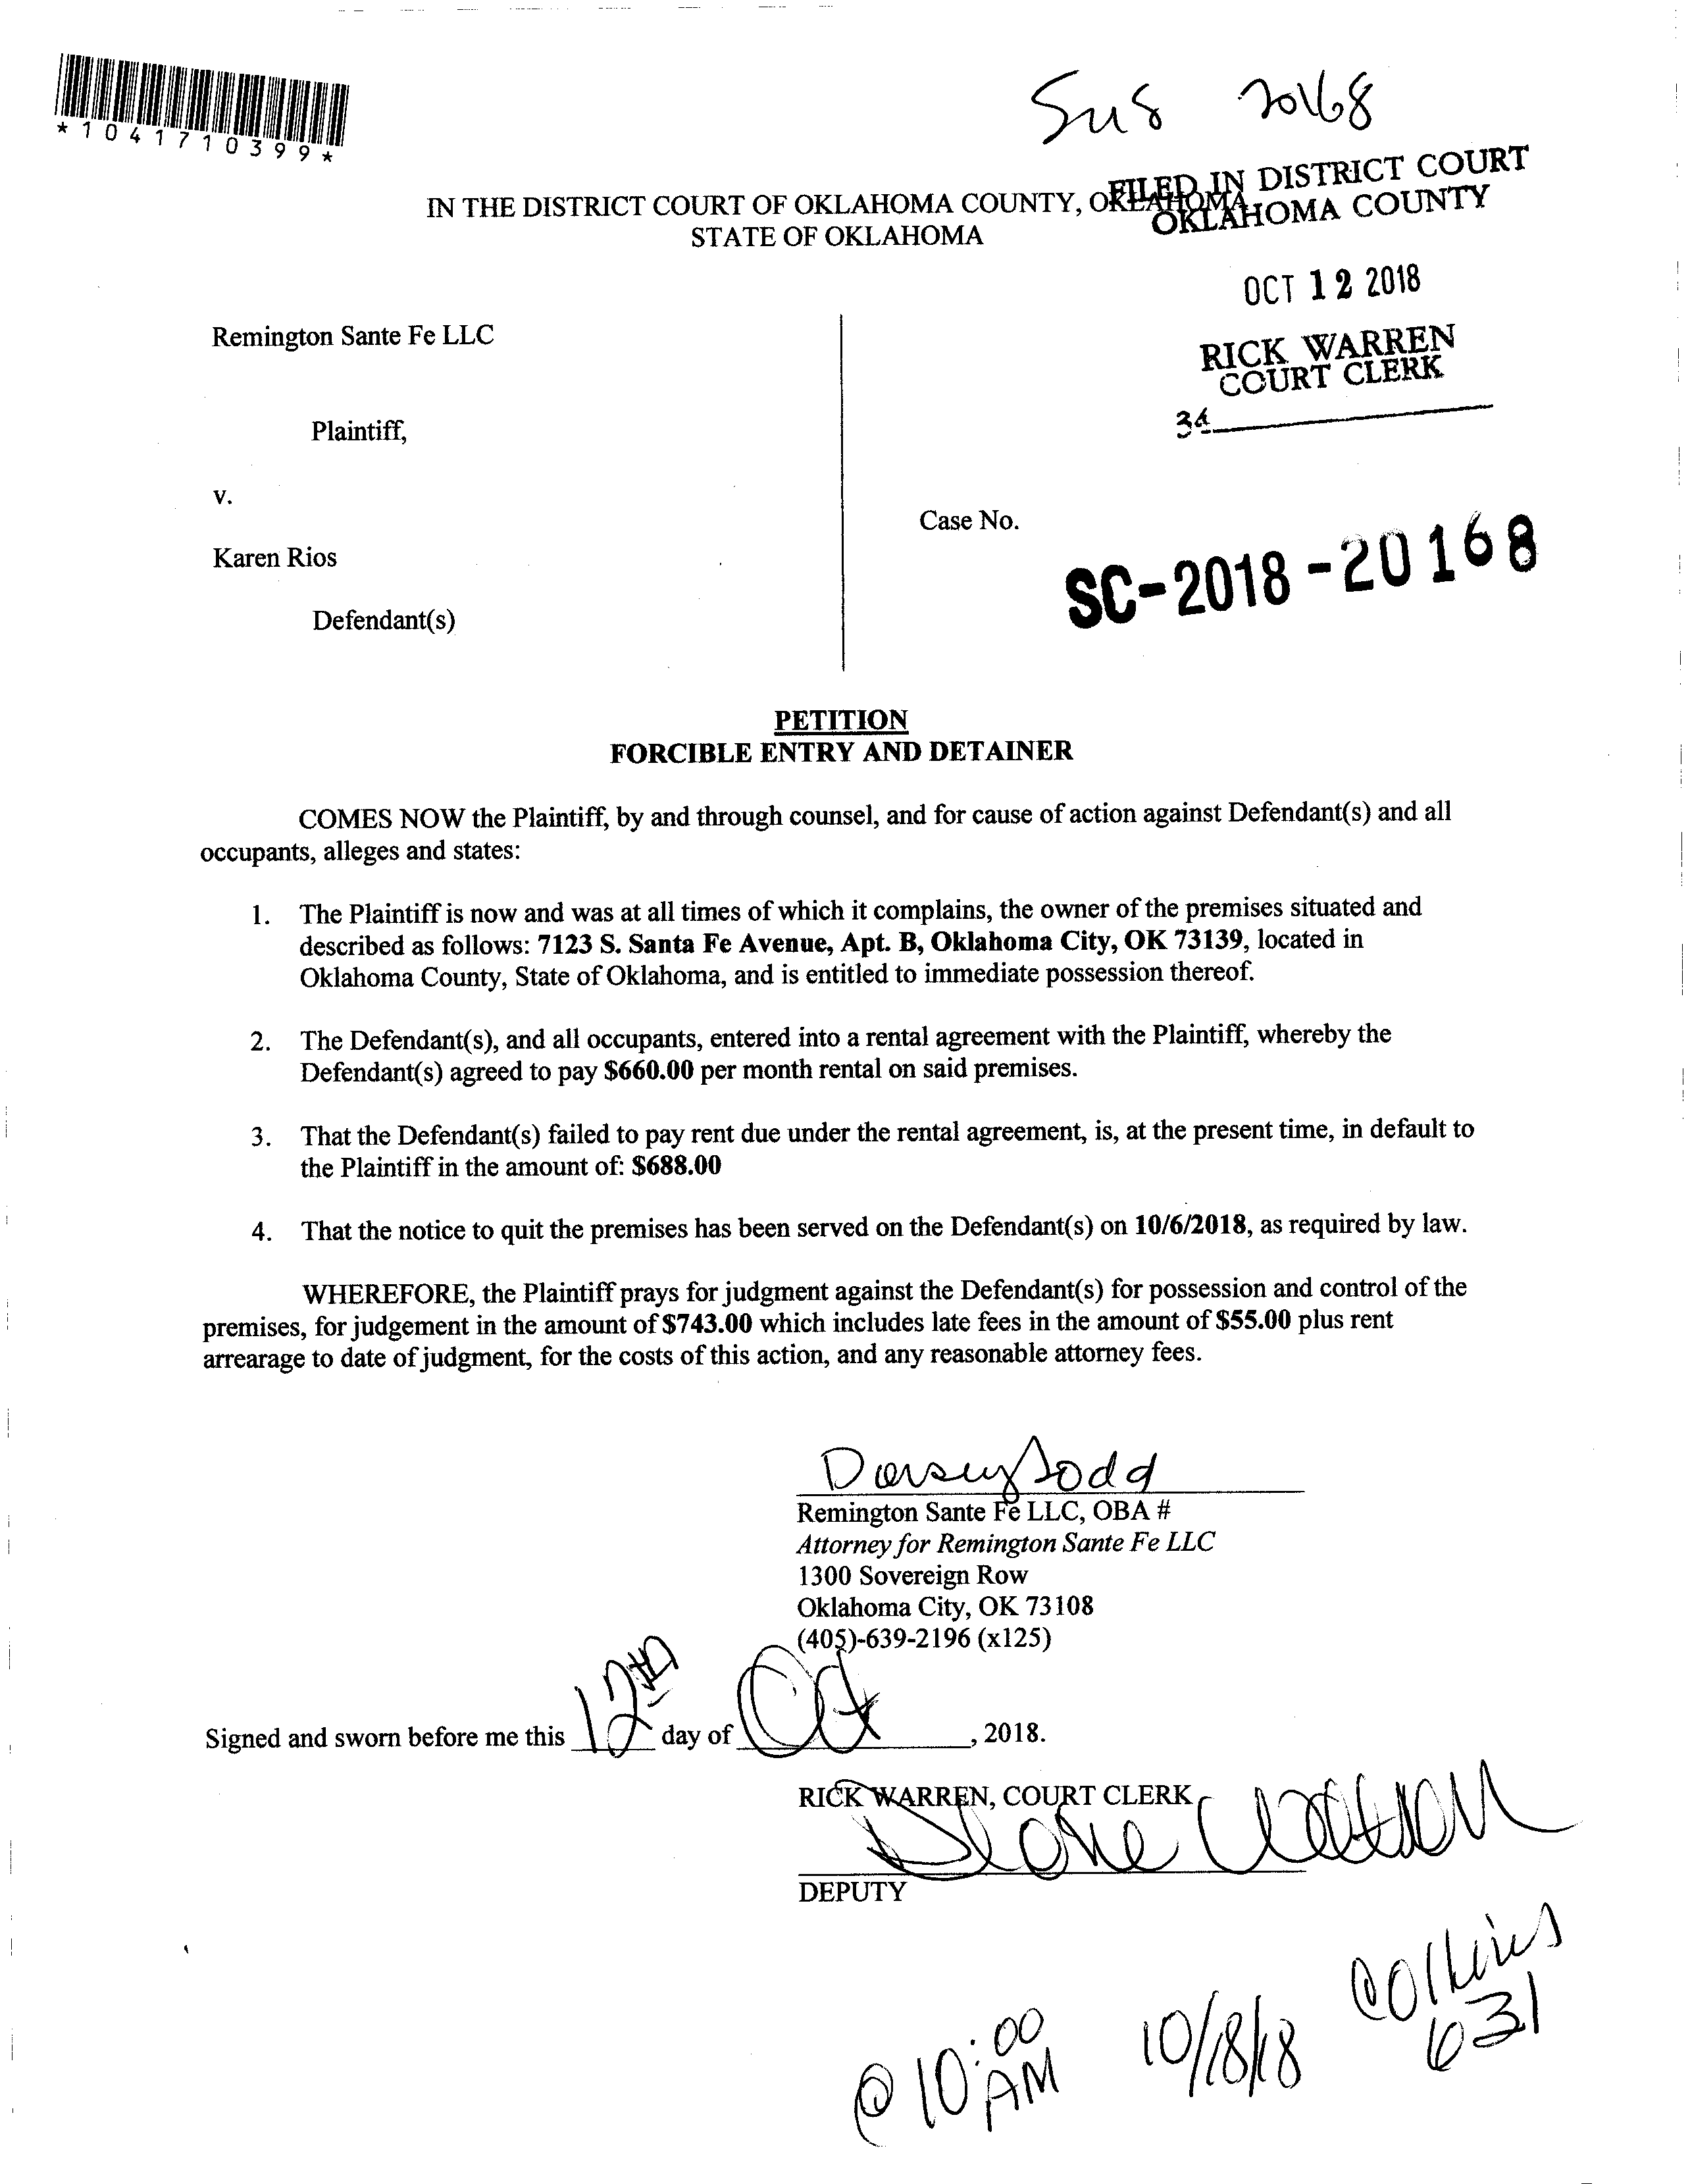 *1041710399*
20168
FILED IN DISTRICT COURT
OKLAHOMA COUNTY
IN THE DISTRICT COURT OF OKLAHOMA COUNTY, OKLAHOMA
STATE OF OKLAHOMA
OCT 12 2018
RICK WARREN
COURT CLERK
34
Remington Sante Fe LLC
Plaintiff,
v.
Case No.
SC-2018-20168
Karen Rios
Defendant(s)
PETITION
FORCIBLE ENTRY AND DETAINER
COMES NOW the Plaintiff, by and through counsel, and for cause of action against Defendant(s) and all
occupants, alleges and states:
1. The Plaintiff is now and was at all times of which it complains, the owner of the premises situated and
described as follows: 7123 S. Santa Fe Avenue, Apt. B, Oklahoma City, OK 73139, located in
Oklahoma County, State of Oklahoma, and is entitled to immediate possession thereof.
2. The Defendant(s), and all occupants, entered into a rental agreement with the Plaintiff, whereby the
Defendant(s) agreed to pay $660.00 per month rental on said premises.
3. That the Defendant(s) failed to pay rent due under the rental agreement, is, at the present time, in default to
the Plaintiff in the amount of: $688.00
4. That the notice to quit the premises has been served on the Defendant(s) on 10/6/2018, as required by law.
WHEREFORE, the Plaintiff prays for judgment against the Defendant(s) for possession and control of the
premises, for judgement in the amount of $743.00 which includes late fees in the amount of $55.00 plus rent
arrearage to date of judgment, for the costs of this action, and any reasonable attorney fees.
Dorsey Todd
Remington Sante Fe LLC, OBA #
Attorney for Remington Sante Fe LLC
1300 Sovereign Row
Oklahoma City, OK 73108
(405)-639-2196 (x125)
Signed and sworn before me this 12th day of Oct, 2018.
RICK WARREN, COURT CLERK
DEPUTY
Collins
631
@ 10:00 AM 10/18/18